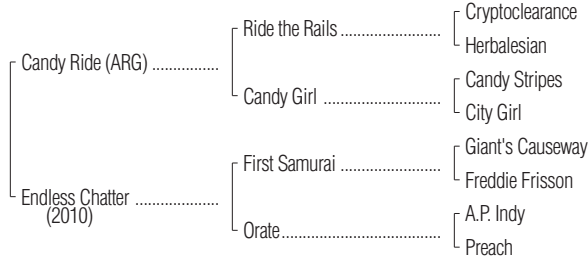 Cryptoclearance
Ride the Rails ........................
Herbalesian
Candy Ride (ARG) ................
Candy Stripes
Candy Girl ............................
City Girl
Giant's Causeway
First Samurai ........................
Freddie Frisson
Endless Chatter ....................
(2010)
A.P. Indy
Orate......................................
Preach